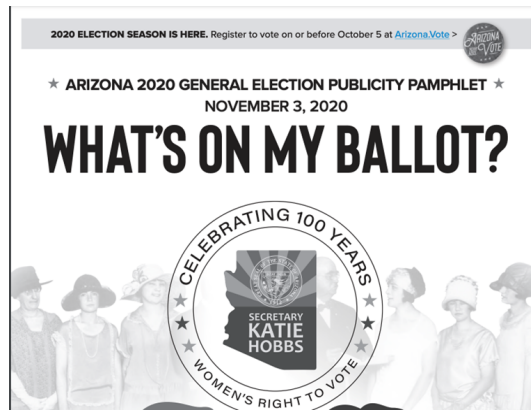 2020 ELECTION SEASON IS HERE. Register to vote on or before October 5 at Arizona.Vote >
ARIZONA
VOTE
★ ARIZONA 2020 GENERAL ELECTION PUBLICITY PAMPHLET ★
NOVEMBER 3, 2020
WHAT'S ON MY BALLOT?
CELEBRATING 100 YEARS
SECRETARY
KATIE
HOBBS
WOMEN'S RIGHT TO VOTE